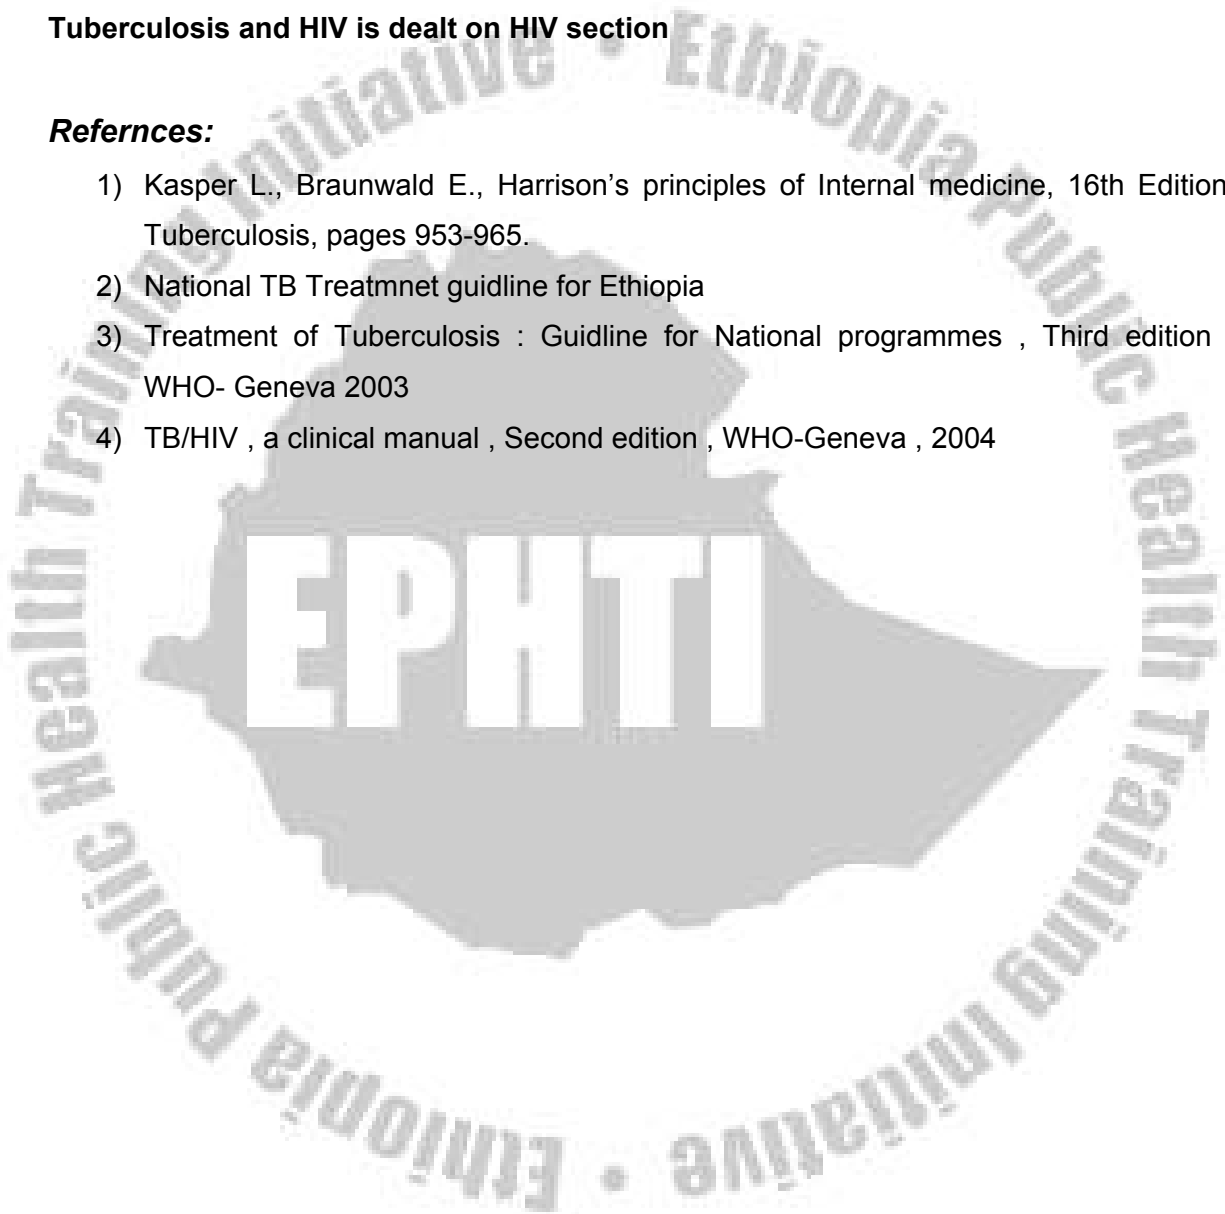 Tuberculosis and HIV is dealt on HIV section
Refernces:
1) Kasper L., Braunwald E., Harrison’s principles of Internal medicine, 16th Edition
Tuberculosis, pages 953-965.
2) National TB Treatmnet guidline for Ethiopia
3) Treatment of Tuberculosis : Guidline for National programmes , Third edition
WHO- Geneva 2003
4) TB/HIV , a clinical manual , Second edition , WHO-Geneva , 2004
EPHTI
Ethiopia Public Health Training Initiative • Ethiopia Public Health Training Initiative •